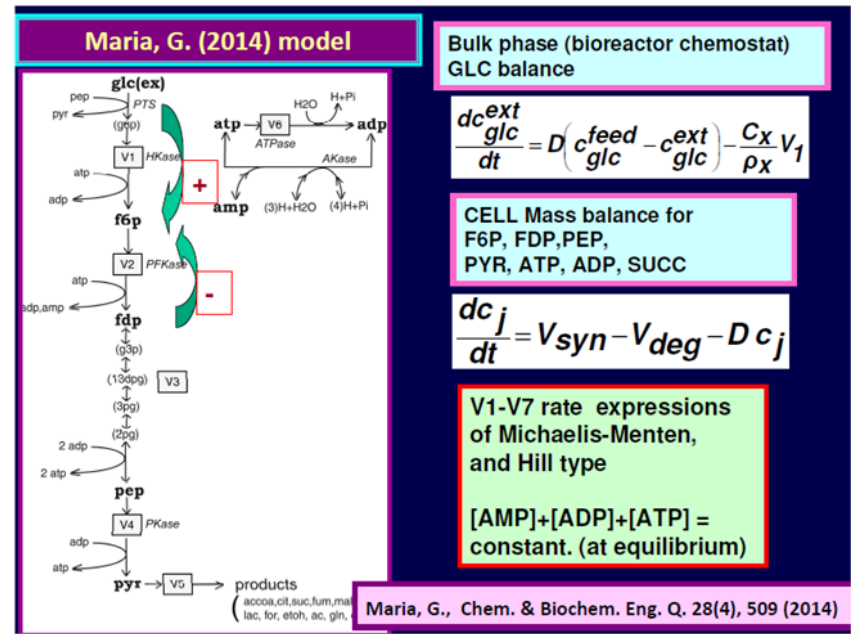 Maria, G. (2014) model
glc(ex)
pep
PTS
pyr
(g6p)
V1
HKase
atp
adp
f6p
V2
PFKase
atp
adp,amp
fdp
(g3p)
(13dpg)
V3
(3pg)
(2pg)
2 adp
2 atp
pep
V4
PKase
adp
atp
pyr
V5
products
accoa,cit,suc,fum,mal
lac, for, etoh, ac, gln,
+
-
H+Pi
H2O
atp
V6
adp
ATPase
AKase
amp
(3)H+H2O
(4)H+Pi
Bulk phase (bioreactor chemostat)
GLC balance
dc_glc^ext/dt = D(c_glc^feed - c_glc^ext) - C_x/ρ_x V_1
CELL Mass balance for
F6P, FDP,PEP,
PYR, ATP, ADP, SUCC
dc_j/dt = V_syn - V_deg - D c_j
V1-V7 rate expressions
of Michaelis-Menten,
and Hill type
[AMP]+[ADP]+[ATP] =
constant. (at equilibrium)
Maria, G., Chem. & Biochem. Eng. Q. 28(4), 509 (2014)